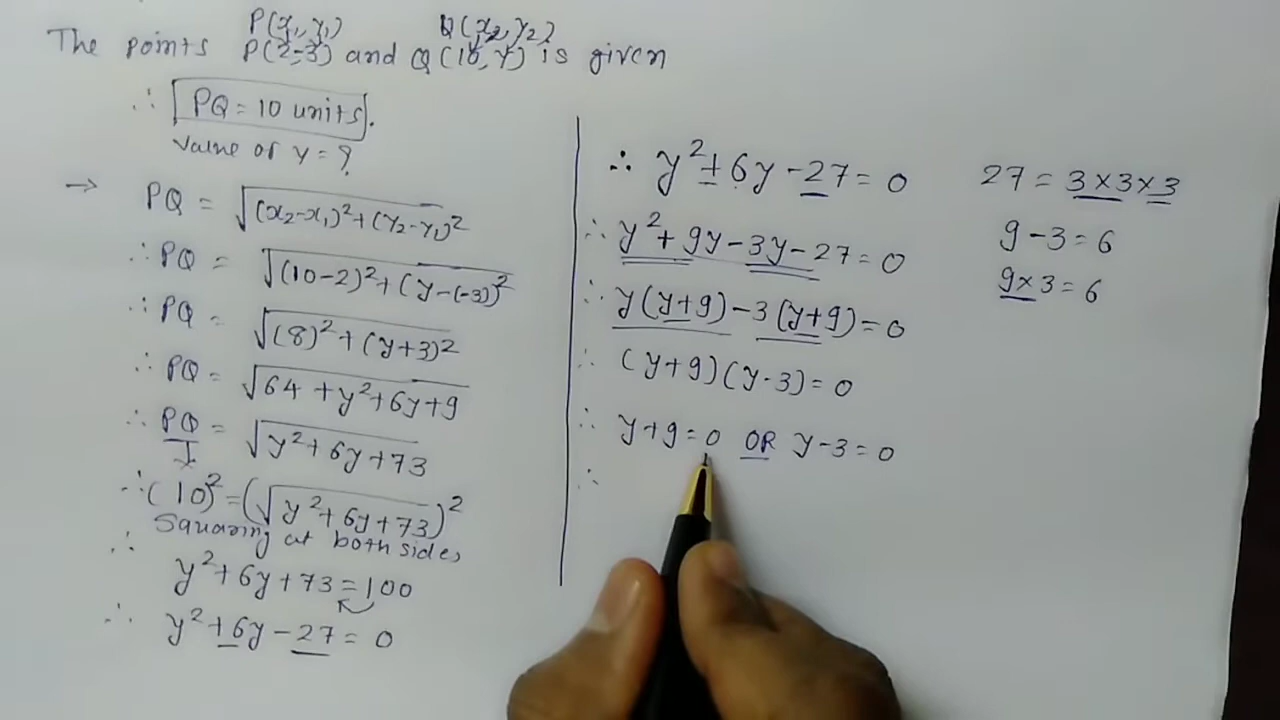 P(x₁, y₁) Q(x₂, y₂)
The points P(2-3) and Q(10, y) is given
∴ PQ = 10 units.
Value of y = ?
→ PQ = √(x₂-x₁)²+(y₂-y₁)²
∴ PQ = √(10-2)²+(y-(-3))²
∴ PQ = √(8)²+(y+3)²
∴ PQ = √64 + y²+6y+9
∴ PQ = √y²+6y+73
∴ (10)² = (√y²+6y+73)²
Squaring at both side,
∴ y²+6y+73 = 100
∴ y²+6y-27 = 0
∴ y²+6y-27 = 0
∴ y²+9y-3y-27 = 0
∴ y(y+9)-3(y+9) = 0
∴ (y+9)(y-3) = 0
∴ y+9 = 0 OR y-3 = 0
∴
27 = 3×3×3
9-3 = 6
9×3 = 6